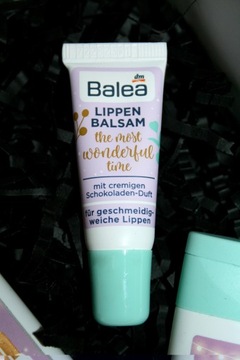 dm
Balea
LIPPEN
BALSAM
the most
wonderful
time
mit cremigen
Schokoladen-Duft
für geschmeidig-
weiche Lippen